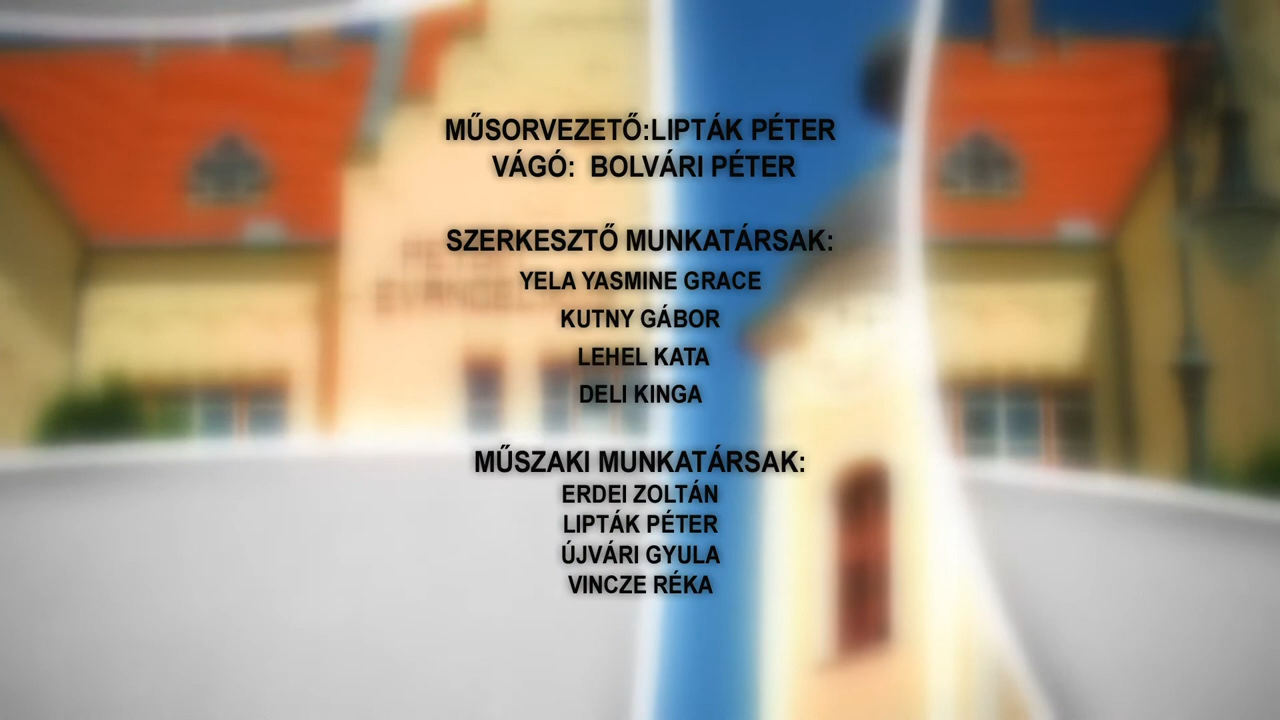 MŰSORVEZETŐ:LIPTÁK PÉTER
VÁGÓ: BOLVÁRI PÉTER
SZERKESZTŐ MUNKATÁRSAK:
YELA YASMINE GRACE
KUTNY GÁBOR
LEHEL KATA
DELI KINGA
MŰSZAKI MUNKATÁRSAK:
ERDEI ZOLTÁN
LIPTÁK PÉTER
ÚJVÁRI GYULA
VINCZE RÉKA